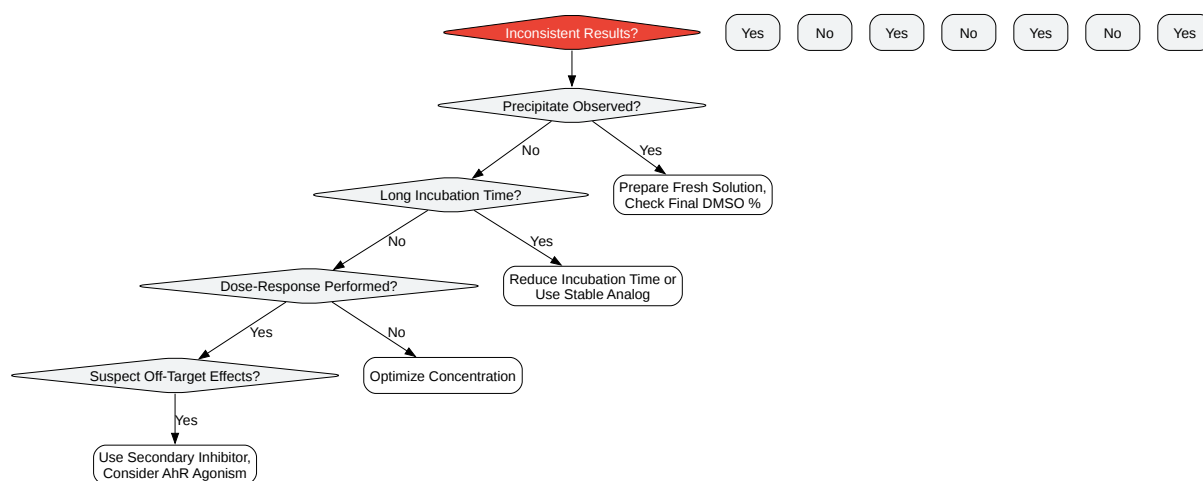 Inconsistent Results?
Yes
No
Yes
No
Yes
No
Yes
Precipitate Observed?
No
Yes
Long Incubation Time?
Prepare Fresh Solution,
Check Final DMSO %
No
Yes
Dose-Response Performed?
Reduce Incubation Time or
Use Stable Analog
Yes
No
Suspect Off-Target Effects?
Optimize Concentration
Yes
Use Secondary Inhibitor,
Consider AhR Agonism